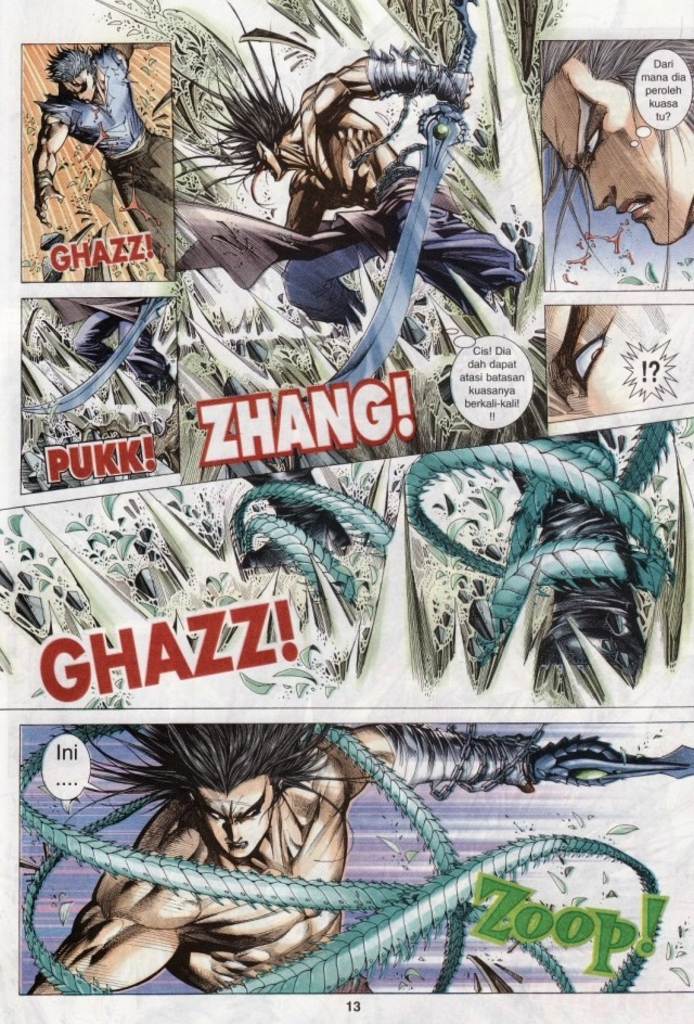 GHAZZ!
Dari
mana dia
peroleh
kuasa
tu?
Cis! Dia
dah dapat
atasi batasan
kuasanya
berkali-kali!
!!
!?
PUKK!
ZHANG!
GHAZZ!
Ini
....
Zoop!
13